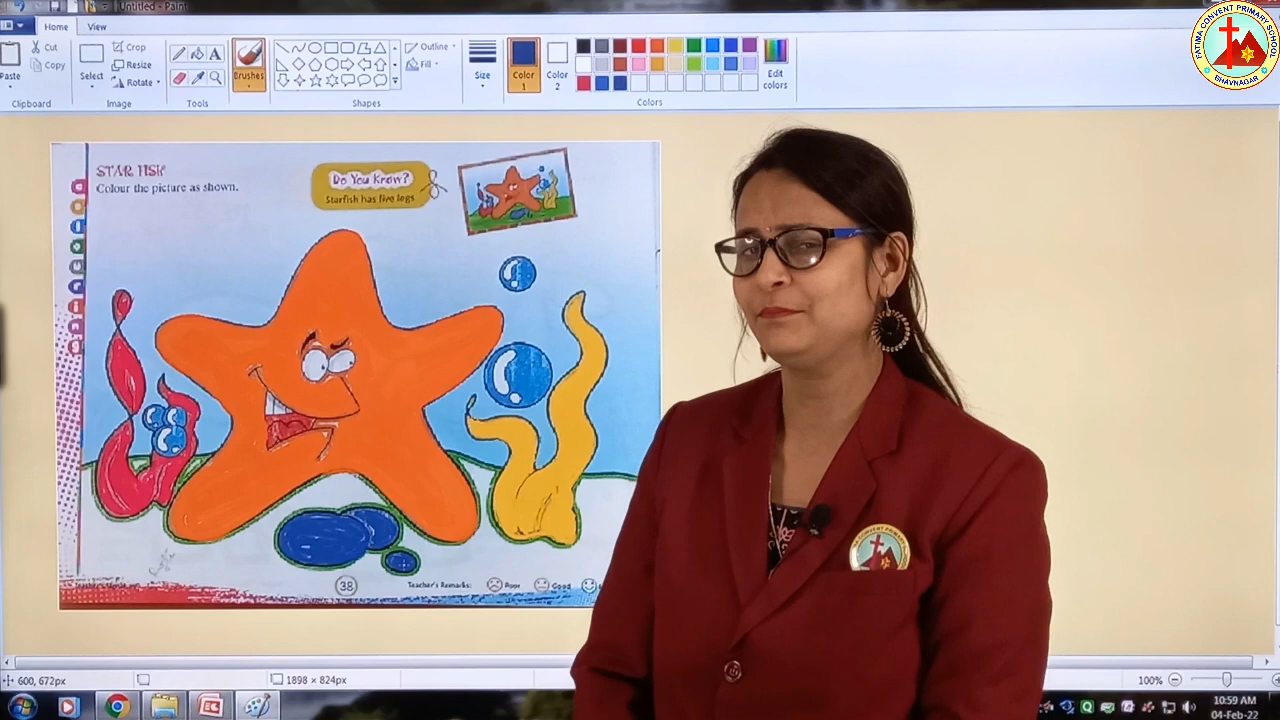 Untitled - Paint
Home
View
Paste
Cut
Copy
Clipboard
Select
Crop
Resize
Rotate
Image
Tools
Brushes
Shapes
Outline
Fill
Size
Color 1
Color 2
Edit colors
Colors
FATIMA CONVENT PRIMARY SCHOOL
BHAVNAGAR
STAR FISH
Colour the picture as shown.
Do You Know?
Starfish has five legs
38
Teacher's Remarks:
Poor
Good
600, 672px
1898 × 824px
100%
10:59 AM
04-Feb-22